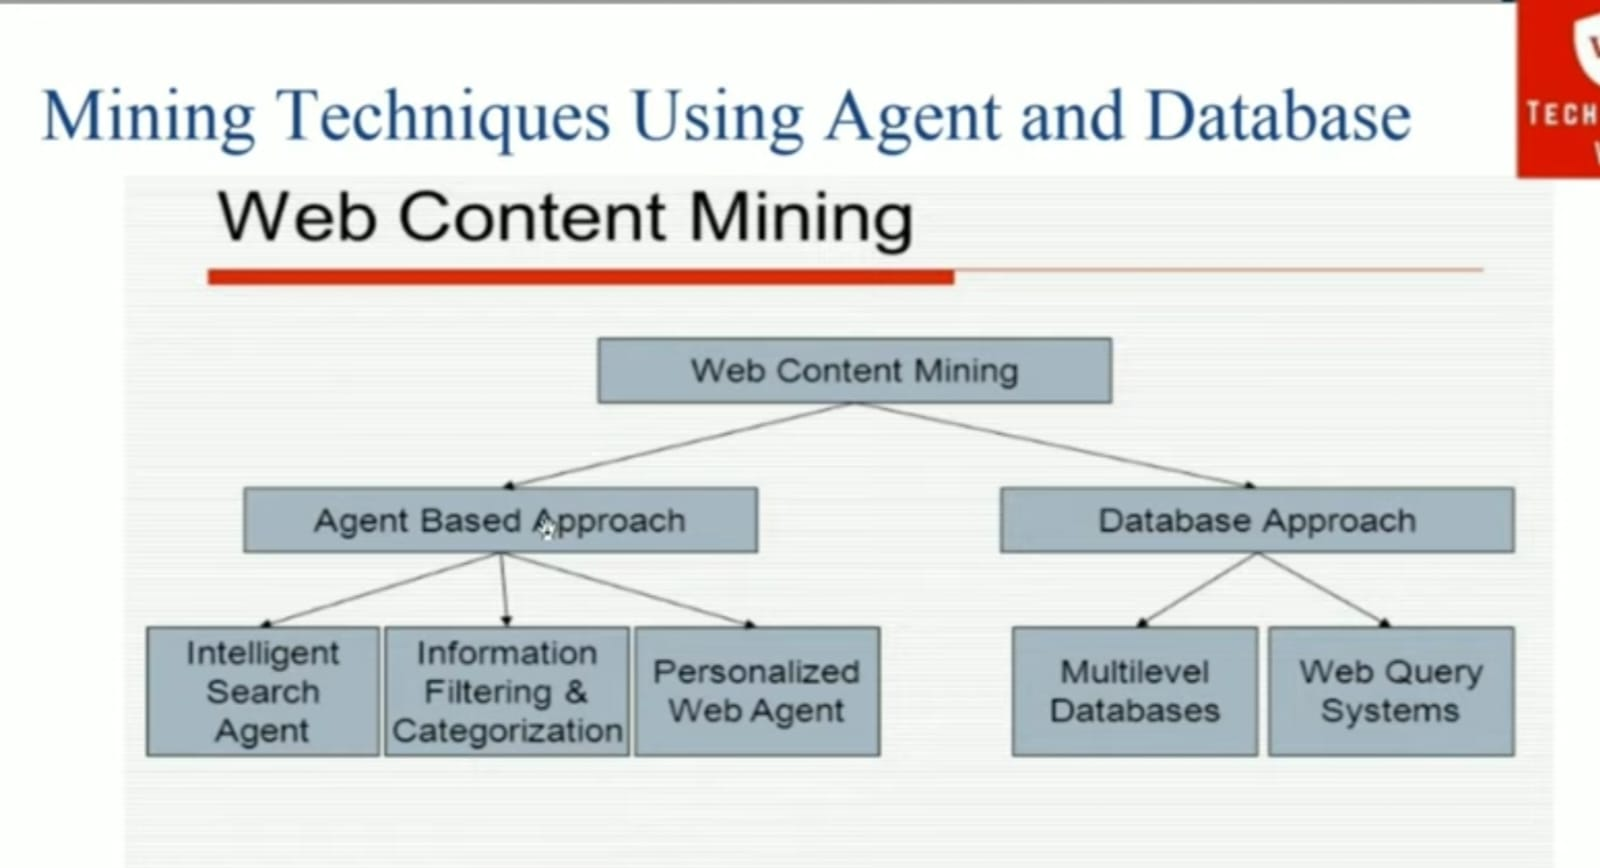 Mining Techniques Using Agent and Database
TECH
Web Content Mining
Web Content Mining
Agent Based Approach
Database Approach
Intelligent
Search
Agent
Information
Filtering &
Categorization
Personalized
Web Agent
Multilevel
Databases
Web Query
Systems